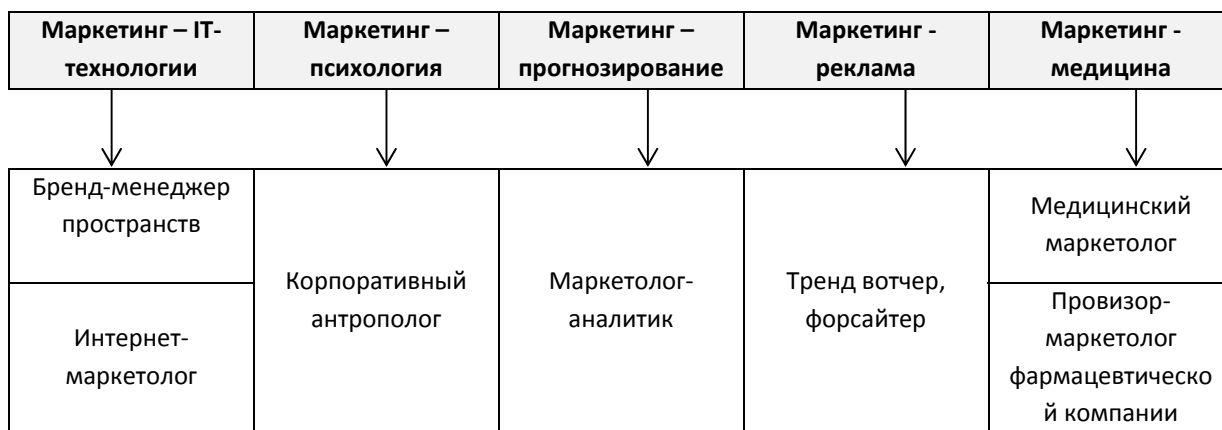 Маркетинг – IT-
технологии
Маркетинг –
психология
Маркетинг –
прогнозирование
Маркетинг -
реклама
Маркетинг -
медицина
Бренд-менеджер
пространств
Интернет-
маркетолог
Корпоративный
антрополог
Маркетолог-
аналитик
Тренд вотчер,
форсайтер
Медицинский
маркетолог
Провизор-
маркетолог
фармацевтическо
й компании